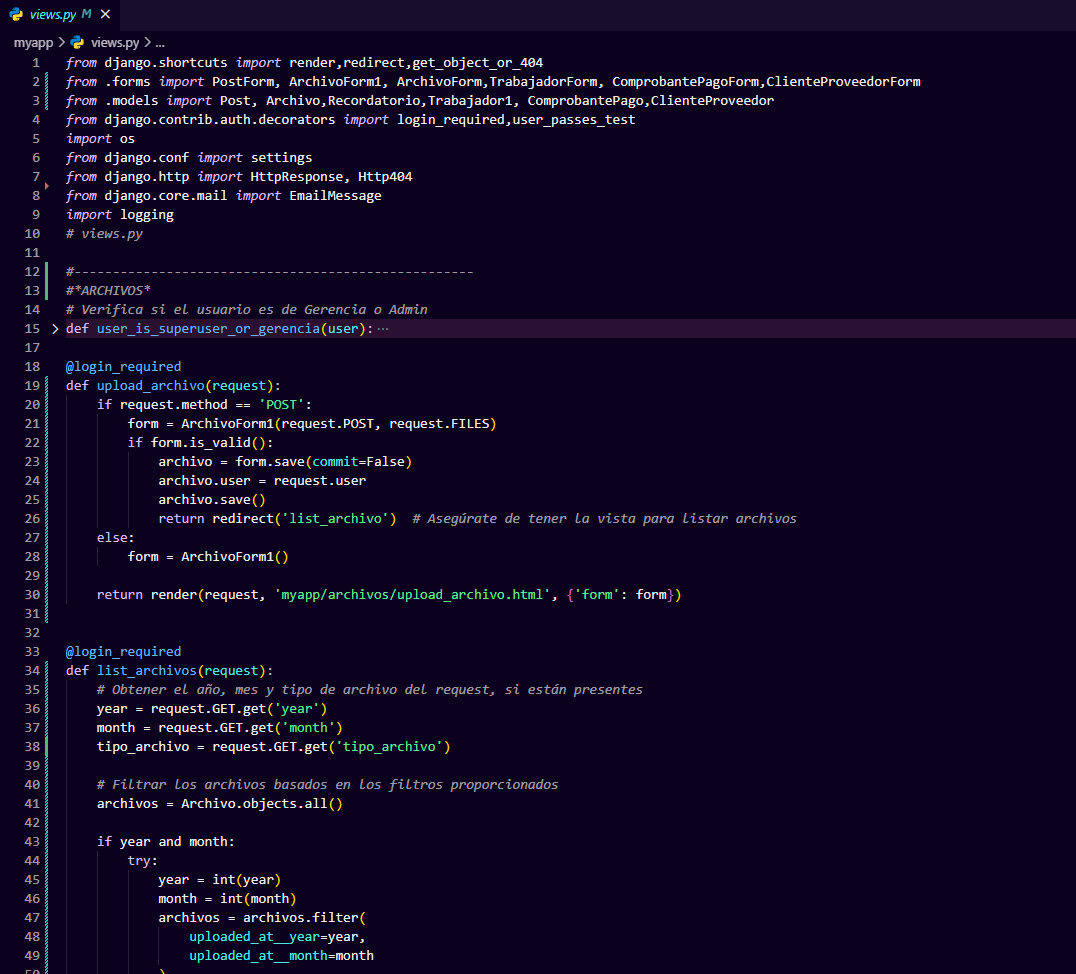 views.py M ×
myapp > views.py > ...
1 from django.shortcuts import render,redirect,get_object_or_404
2 from .forms import PostForm, ArchivoForm1, ArchivoForm,TrabajadorForm, ComprobantePagoForm,ClienteProveedorForm
3 from .models import Post, Archivo,Recordatorio,Trabajador1, ComprobantePago,ClienteProveedor
4 from django.contrib.auth.decorators import login_required,user_passes_test
5 import os
6 from django.conf import settings
7 from django.http import HttpResponse, Http404
8 from django.core.mail import EmailMessage
9 import logging
10 # views.py
11
12 #----------------------------------------------------
13 #*ARCHIVOS*
14 # Verifica si el usuario es de Gerencia o Admin
15 > def user_is_superuser_or_gerencia(user): ···
17
18 @login_required
19 def upload_archivo(request):
20     if request.method == 'POST':
21         form = ArchivoForm1(request.POST, request.FILES)
22         if form.is_valid():
23             archivo = form.save(commit=False)
24             archivo.user = request.user
25             archivo.save()
26             return redirect('list_archivo')  # Asegúrate de tener la vista para listar archivos
27     else:
28         form = ArchivoForm1()
29
30     return render(request, 'myapp/archivos/upload_archivo.html', {'form': form})
31
32
33 @login_required
34 def list_archivos(request):
35     # Obtener el año, mes y tipo de archivo del request, si están presentes
36     year = request.GET.get('year')
37     month = request.GET.get('month')
38     tipo_archivo = request.GET.get('tipo_archivo')
39
40     # Filtrar los archivos basados en los filtros proporcionados
41     archivos = Archivo.objects.all()
42
43     if year and month:
44         try:
45             year = int(year)
46             month = int(month)
47             archivos = archivos.filter(
48                 uploaded_at__year=year,
49                 uploaded_at__month=month
50             )